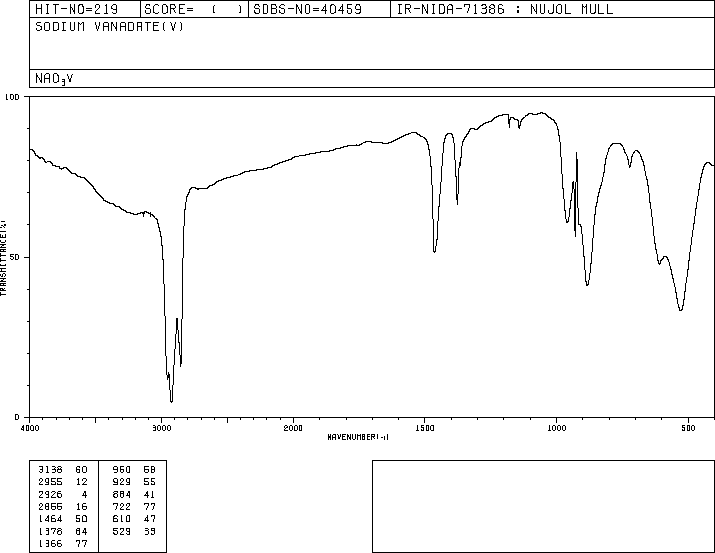 HIT-NO=219 SCORE= ( ) SDBS-NO=40459 IR-NIDA-71386 : NUJOL MULL
SODIUM VANADATE(V)
NAO3V
100
50
0
TRANSMITTANCE(%)
4000 3000 2000 1500 1000 500
WAVENUMBER(-1)
3138 60 960 58
2955 12 929 55
2926 4 884 41
2855 16 722 77
1464 50 610 47
1378 64 529 33
1366 77